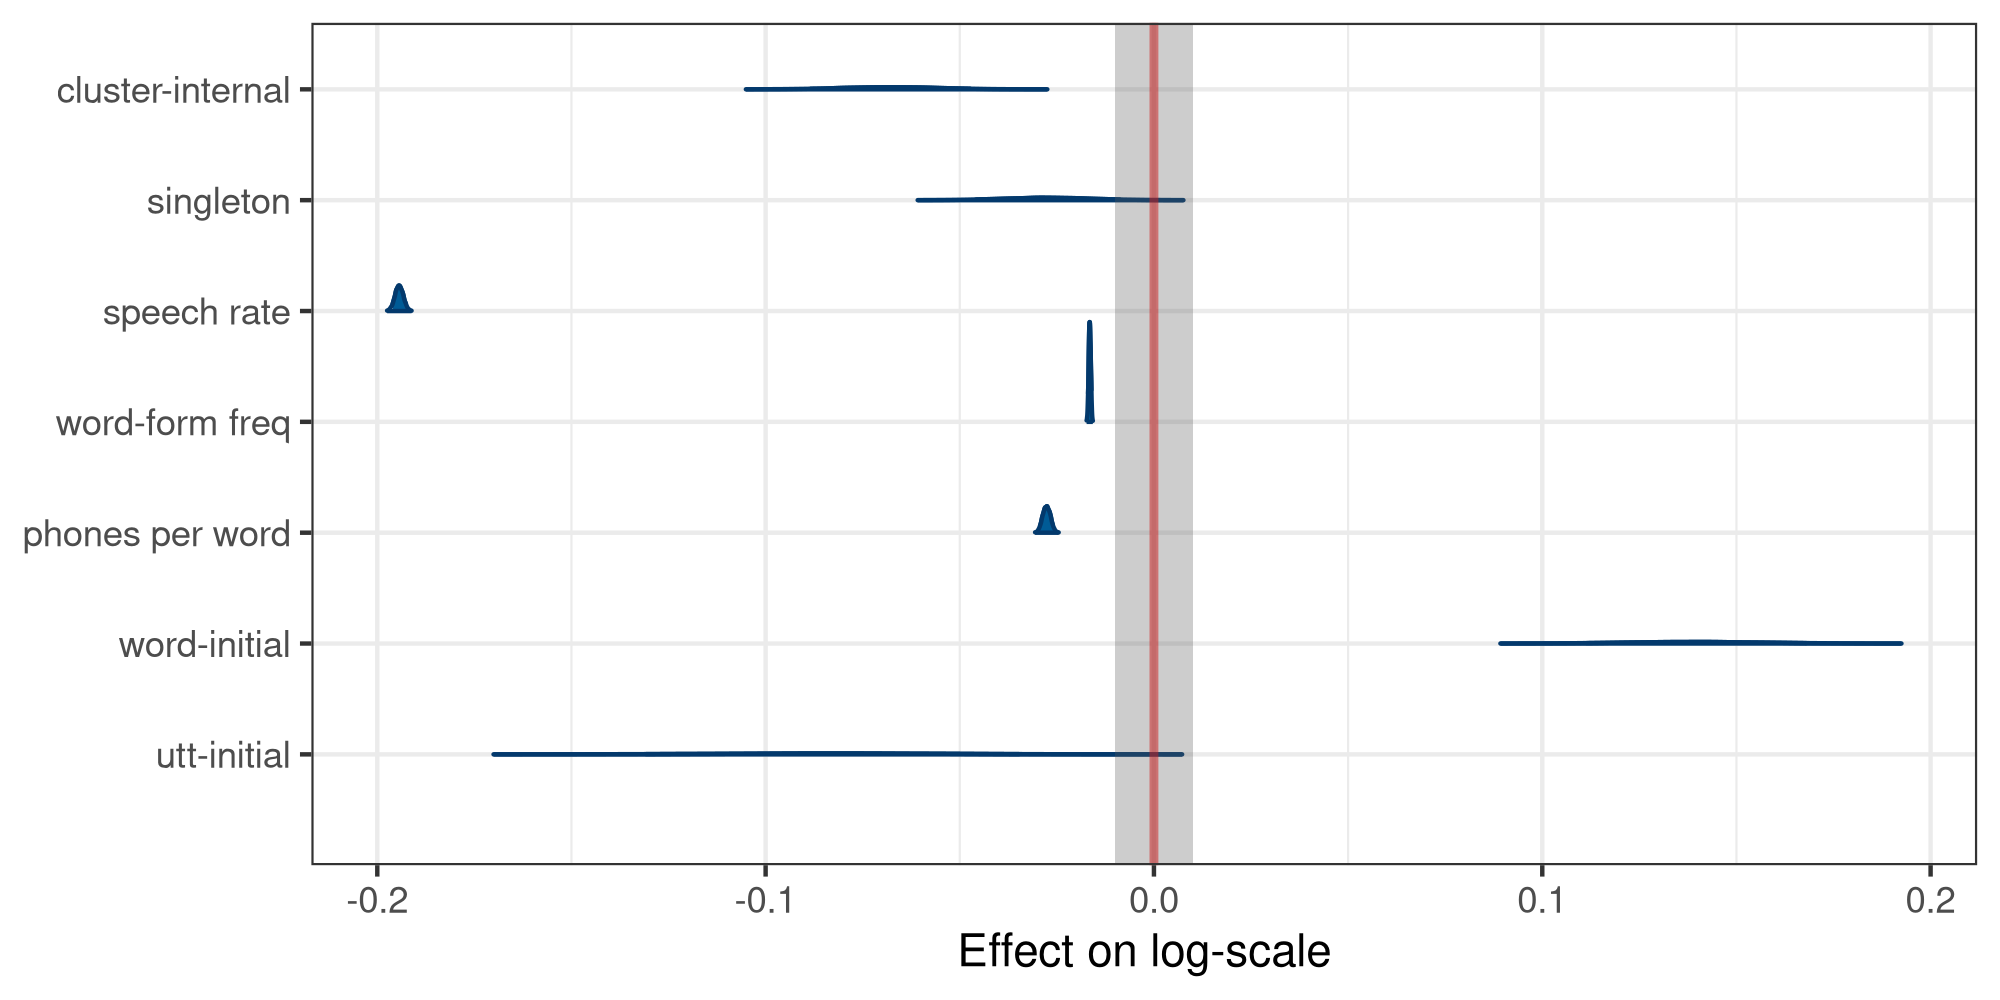 cluster-internal
singleton
speech rate
word-form freq
phones per word
word-initial
utt-initial
-0.2 -0.1 0.0 0.1 0.2
Effect on log-scale